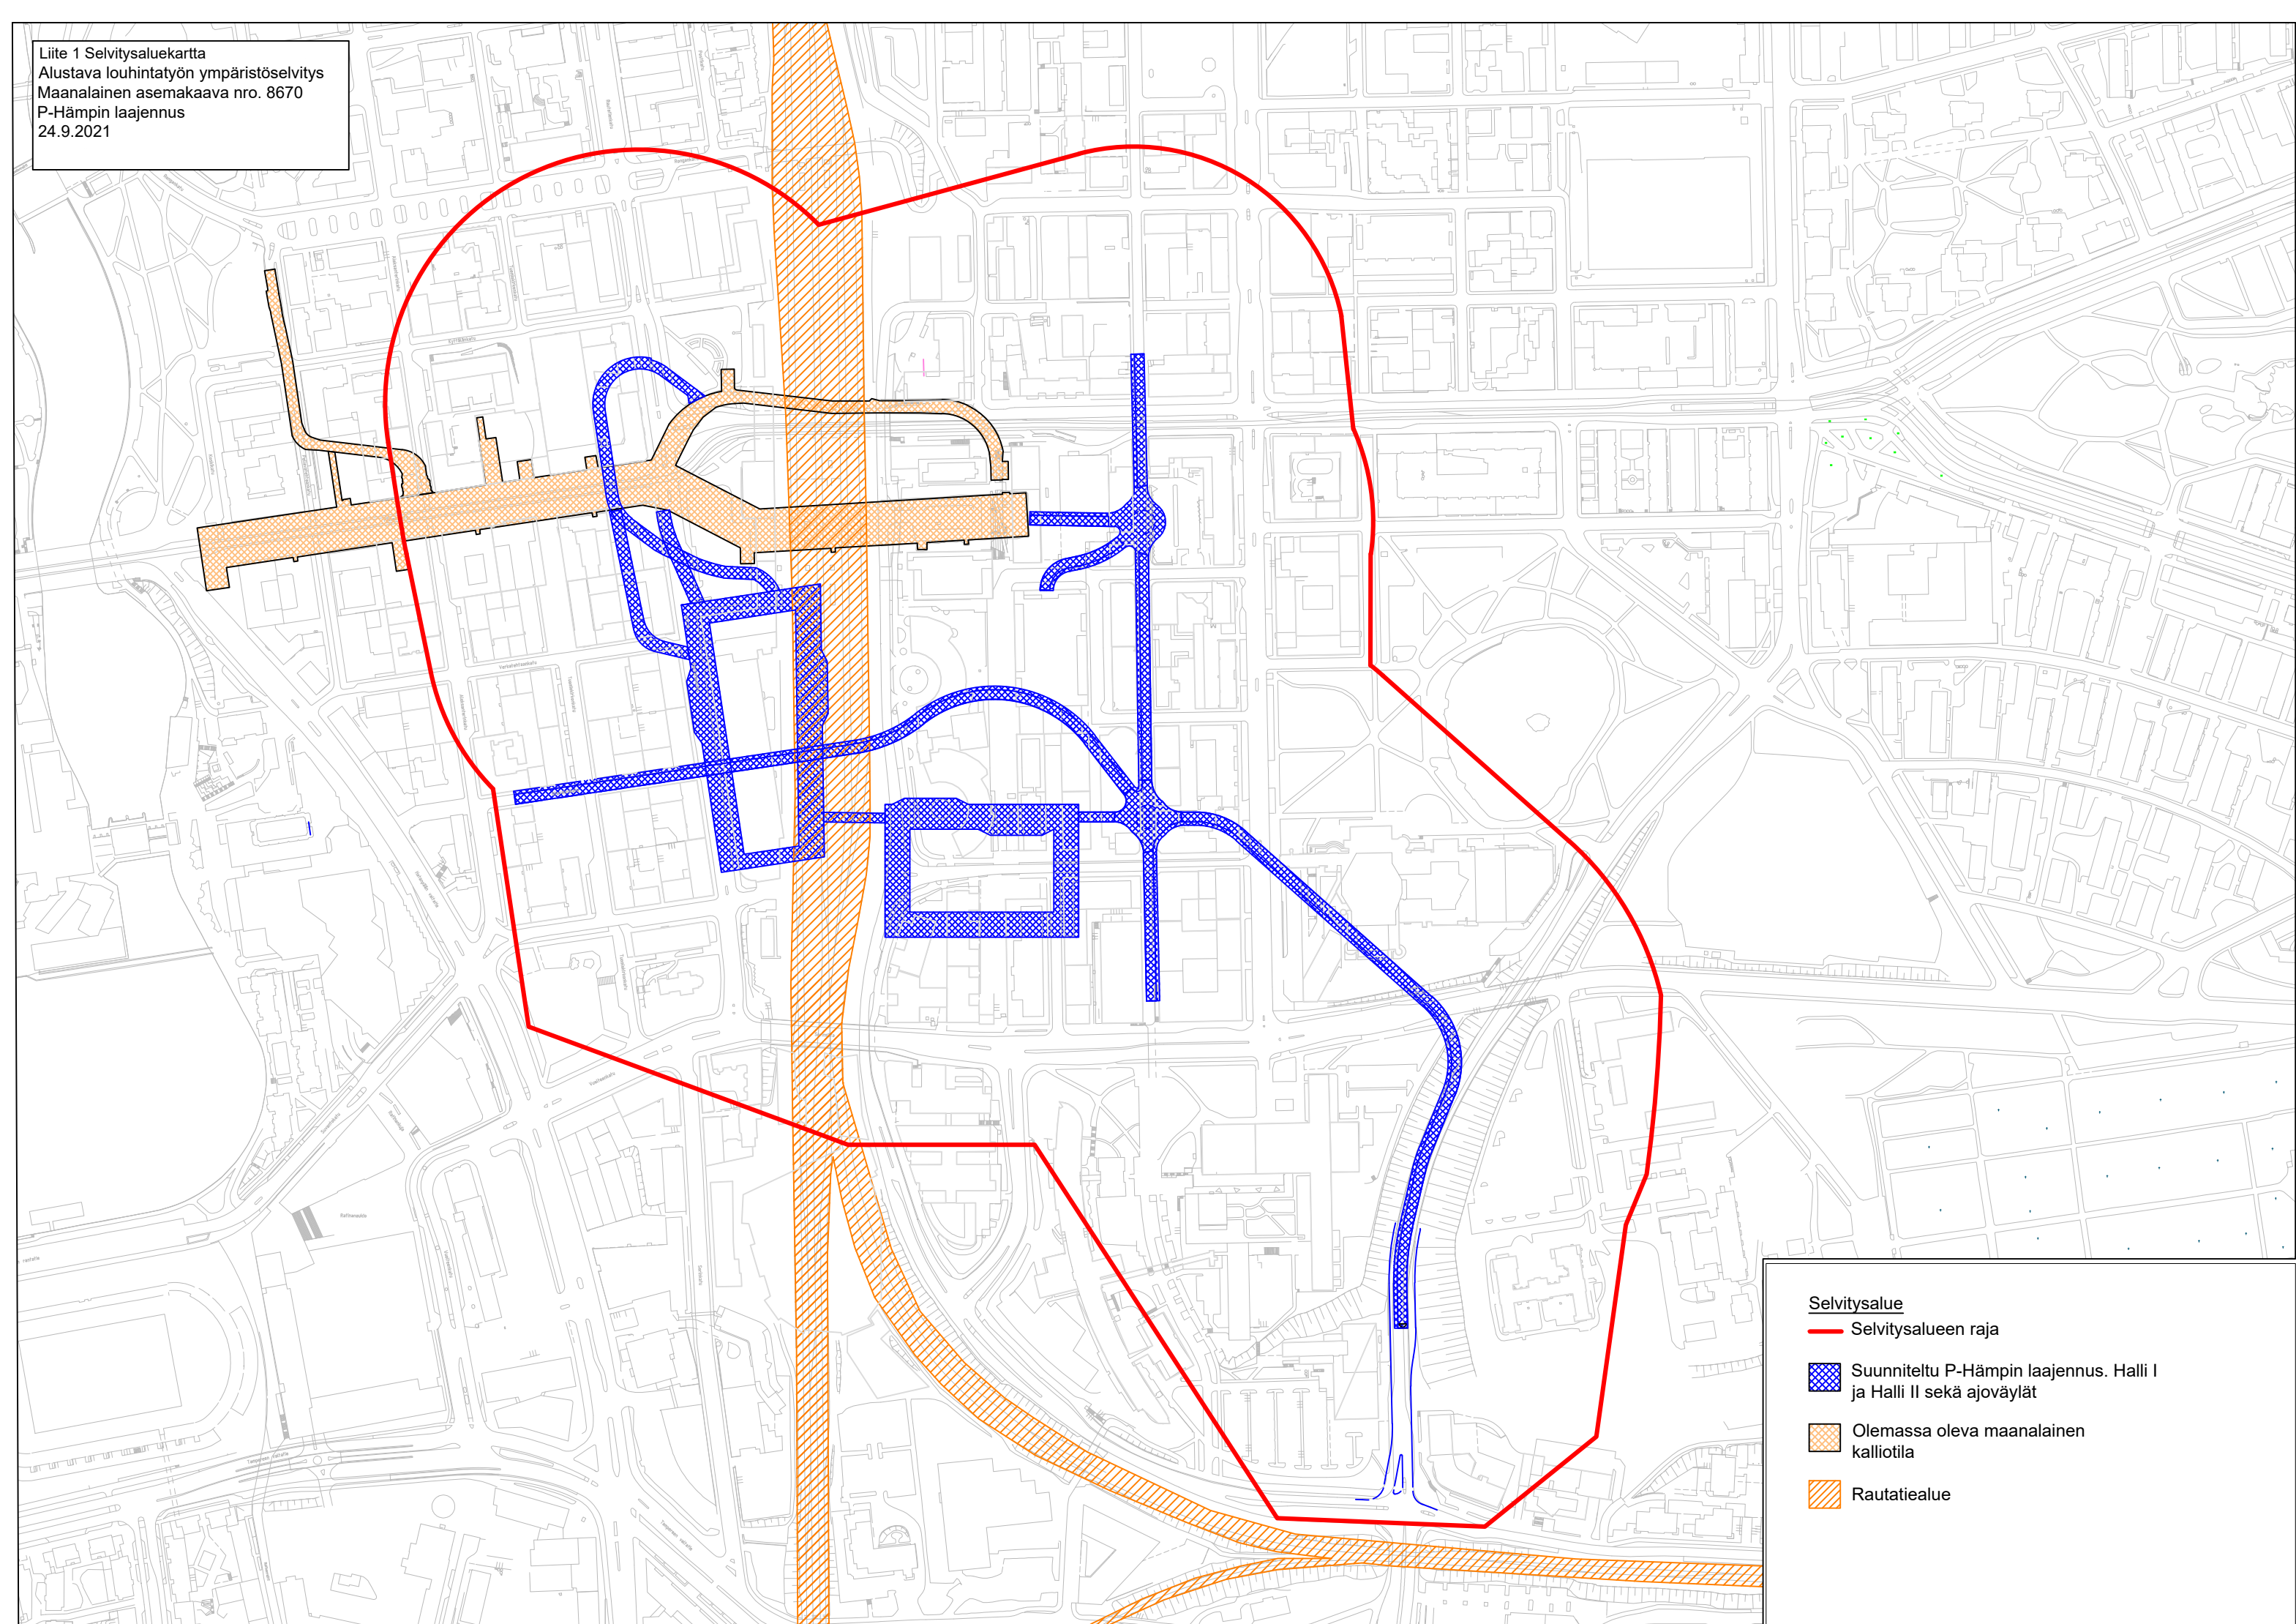 Liite 1 Selvitysaluekartta
Alustava louhintatyön ympäristöselvitys
Maanalainen asemakaava nro. 8670
P-Hämpin laajennus
24.9.2021
Selvitysalue
Selvitysalueen raja
Suunniteltu P-Hämpin laajennus. Halli I
ja Halli II sekä ajoväylät
Olemassa oleva maanalainen
kalliotila
Rautatiealue